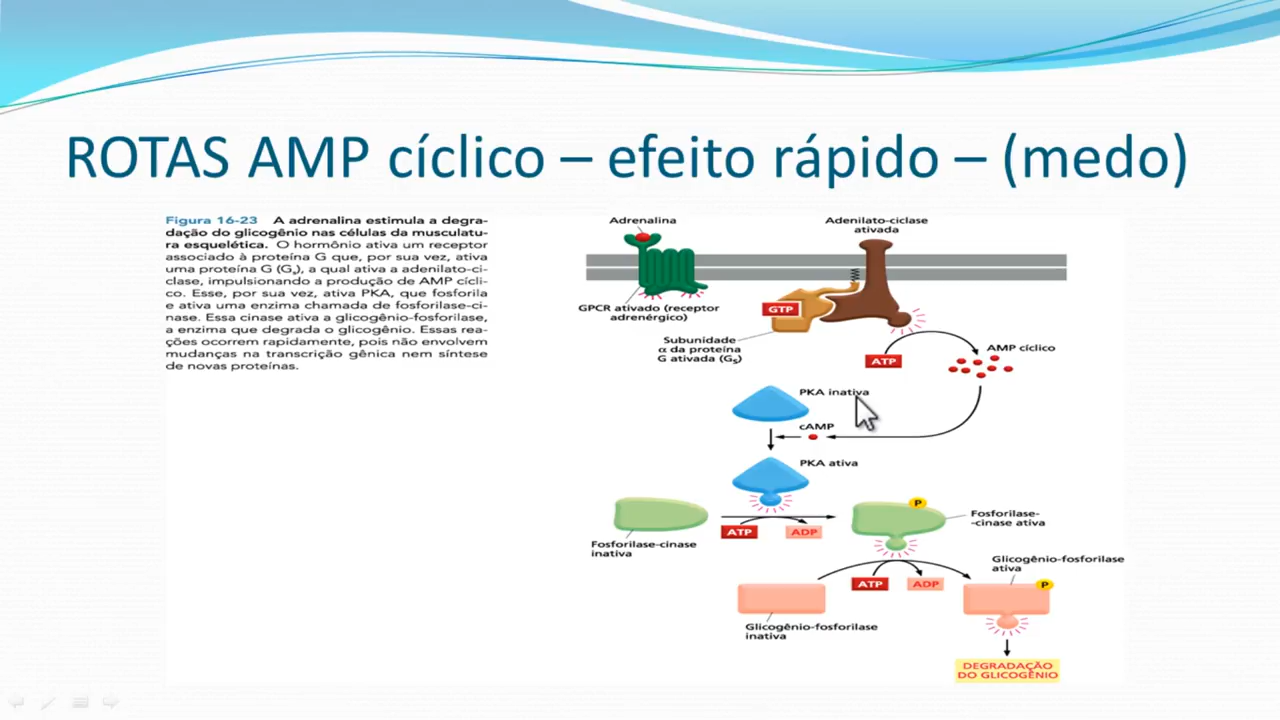 ROTAS AMP cíclico – efeito rápido – (medo)
Figura 16-23 A adrenalina estimula a degra-
dação do glicogênio nas células da musculatu-
ra esquelética. O hormônio ativa um receptor
associado à proteína G que, por sua vez, ativa
uma proteína G (Gs), a qual ativa a adenilato-ci-
clase, impulsionando a produção de AMP cícli-
co. Esse, por sua vez, ativa PKA, que fosforila
e ativa uma enzima chamada de fosforilase-ci-
nase. Essa cinase ativa a glicogênio-fosforilase,
a enzima que degrada o glicogênio. Essas rea-
ções ocorrem rapidamente, pois não envolvem
mudanças na transcrição gênica nem síntese
de novas proteínas.
Adrenalina
Adenilato-ciclase
ativada
GPCR ativado (receptor
adrenérgico)
GTP
Subunidade
α da proteína
G ativada (Gs)
ATP
AMP cíclico
PKA inativa
cAMP
PKA ativa
Fosforilase-cinase
inativa
ATP
ADP
P
Fosforilase-
-cinase ativa
Glicogênio-fosforilase
ativa
ATP
ADP
P
Glicogênio-fosforilase
inativa
DEGRADAÇÃO
DO GLICOGÊNIO